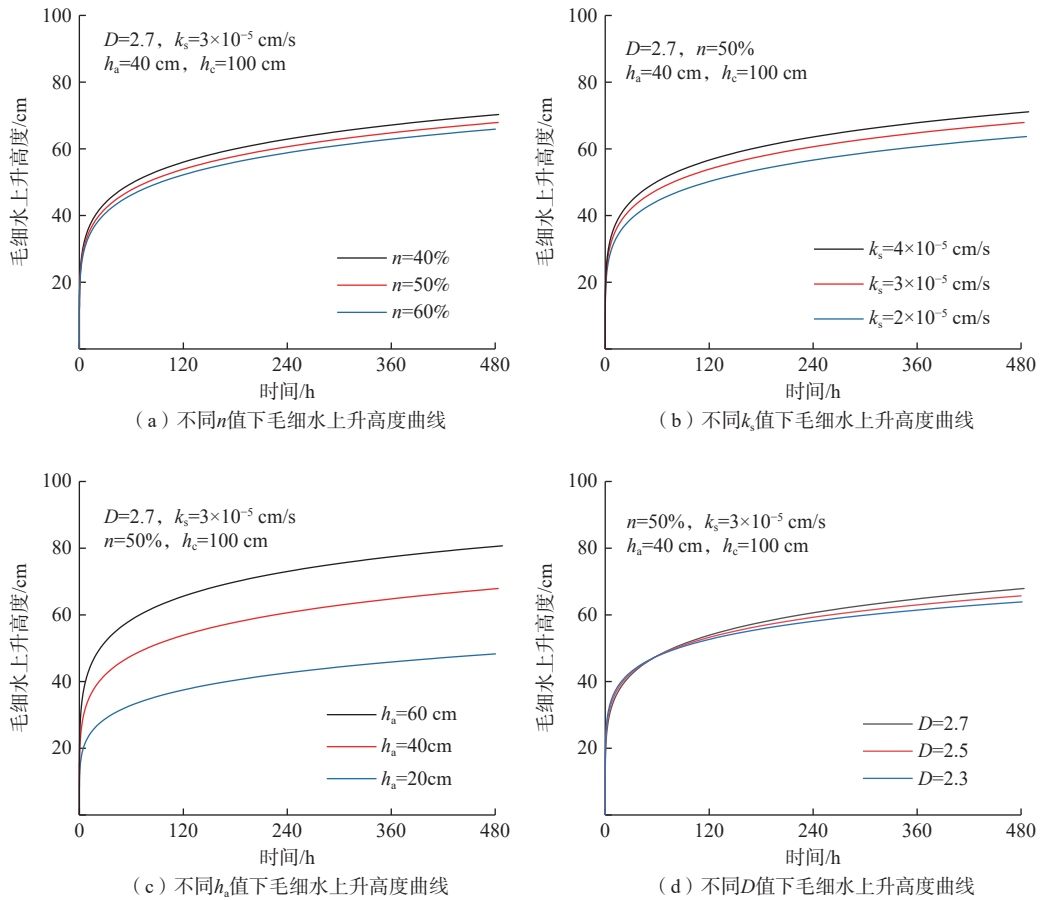 100
80
60
40
20
0
120
240
360
480
毛细水上升高度/cm
时间/h
D=2.7，kₛ=3×10⁻⁵ cm/s
hₐ=40 cm，h_c=100 cm
n=40%
n=50%
n=60%
（a）不同n值下毛细水上升高度曲线
100
80
60
40
20
0
120
240
360
480
毛细水上升高度/cm
时间/h
D=2.7，n=50%
hₐ=40 cm，h_c=100 cm
kₛ=4×10⁻⁵ cm/s
kₛ=3×10⁻⁵ cm/s
kₛ=2×10⁻⁵ cm/s
（b）不同kₛ值下毛细水上升高度曲线
100
80
60
40
20
0
120
240
360
480
毛细水上升高度/cm
时间/h
D=2.7，kₛ=3×10⁻⁵ cm/s
n=50%，h_c=100 cm
hₐ=60 cm
hₐ=40cm
hₐ=20cm
（c）不同hₐ值下毛细水上升高度曲线
100
80
60
40
20
0
120
240
360
480
毛细水上升高度/cm
时间/h
n=50%，kₛ=3×10⁻⁵ cm/s
hₐ=40 cm，h_c=100 cm
D=2.7
D=2.5
D=2.3
（d）不同D值下毛细水上升高度曲线